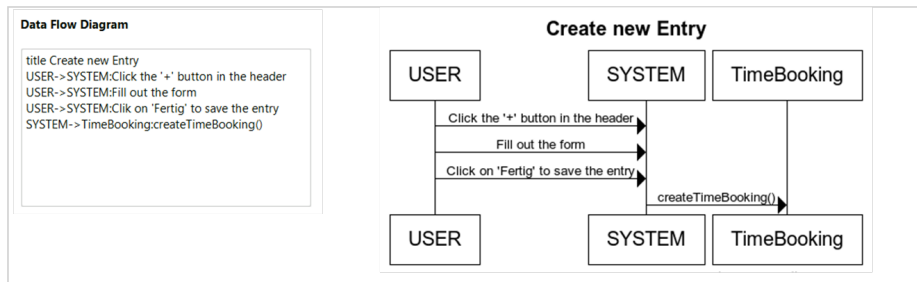 Data Flow Diagram
title Create new Entry
USER->SYSTEM:Click the '+' button in the header
USER->SYSTEM:Fill out the form
USER->SYSTEM:Clik on 'Fertig' to save the entry
SYSTEM->TimeBooking:createTimeBooking()
Create new Entry
USER SYSTEM TimeBooking
Click the '+' button in the header
Fill out the form
Click on 'Fertig' to save the entry
createTimeBooking()
USER SYSTEM TimeBooking